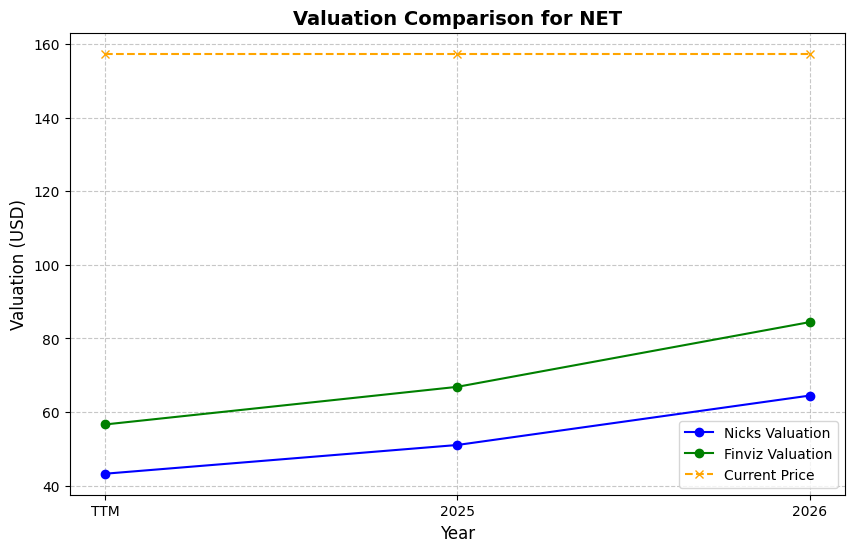 Valuation Comparison for NET
Valuation (USD)
160
140
120
100
80
60
40
TTM
2025
2026
Year
Nicks Valuation
Finviz Valuation
Current Price